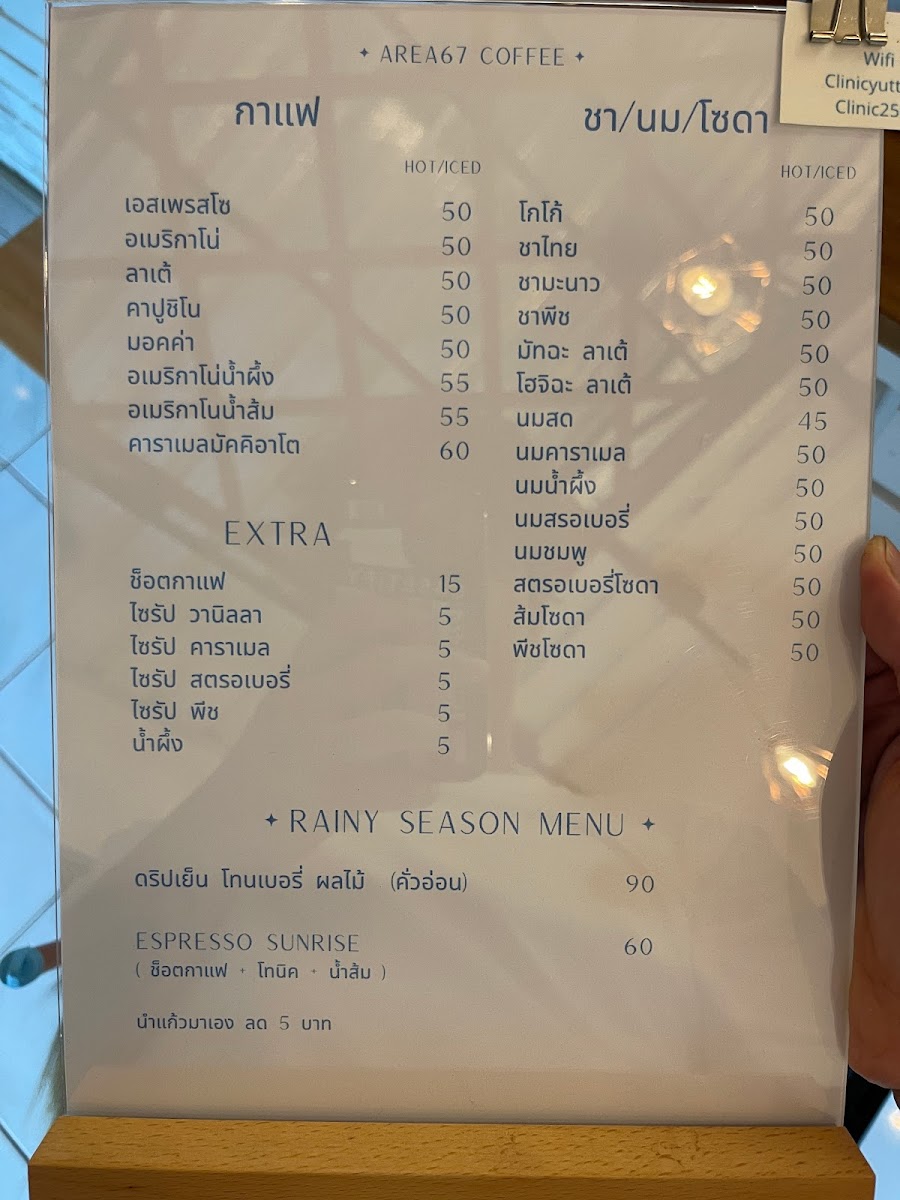 ✦ AREA67 COFFEE ✦
กาแฟ
HOT/ICED
เอสเพรสโซ 50
อเมริกาโน่ 50
ลาเต้ 50
คาปูชิโน 50
มอคค่า 50
อเมริกาโน่น้ำผึ้ง 55
อเมริกาโนน้ำส้ม 55
คาราเมลมัคคิอาโต 60
EXTRA
ช็อตกาแฟ 15
ไซรัป วานิลลา 5
ไซรัป คาราเมล 5
ไซรัป สตรอเบอรี่ 5
ไซรัป พีช 5
น้ำผึ้ง 5
ชา/นม/โซดา
HOT/ICED
โกโก้ 50
ชาไทย 50
ชามะนาว 50
ชาพีช 50
มัทฉะ ลาเต้ 50
โฮจิฉะ ลาเต้ 50
นมสด 45
นมคาราเมล 50
นมน้ำผึ้ง 50
นมสรอเบอรี่ 50
นมชมพู 50
สตรอเบอรี่โซดา 50
ส้มโซดา 50
พีชโซดา 50
✦ RAINY SEASON MENU ✦
ดริปเย็น โทนเบอรี่ ผลไม้ (คั่วอ่อน) 90
ESPRESSO SUNRISE 60
( ช็อตกาแฟ + โทนิค + น้ำส้ม )
นำแก้วมาเอง ลด 5 บาท
Wifi
Clinicyutt
Clinic25